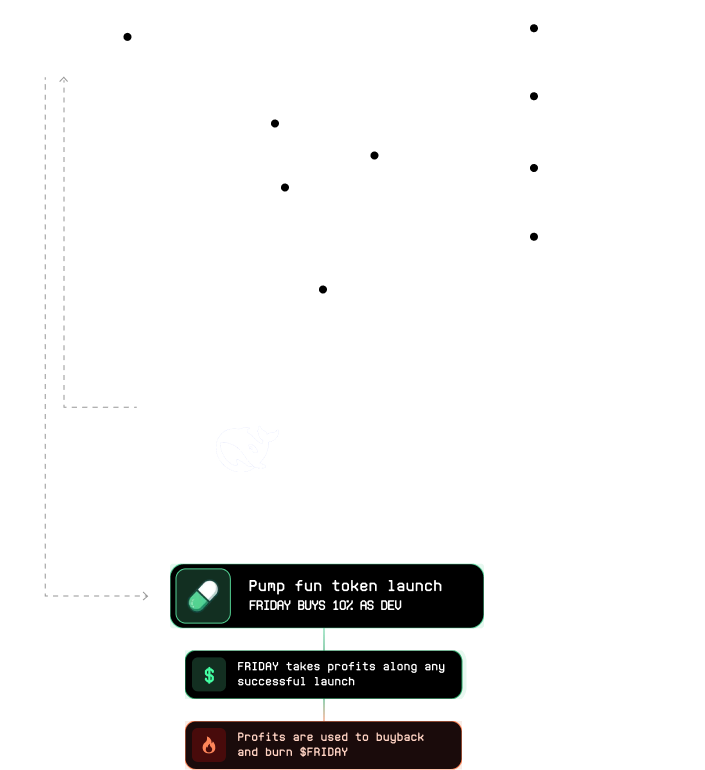 Pump fun token launch
FRIDAY BUYS 10% AS DEV
$
FRIDAY takes profits along any
successful launch
Profits are used to buyback
and burn $FRIDAY